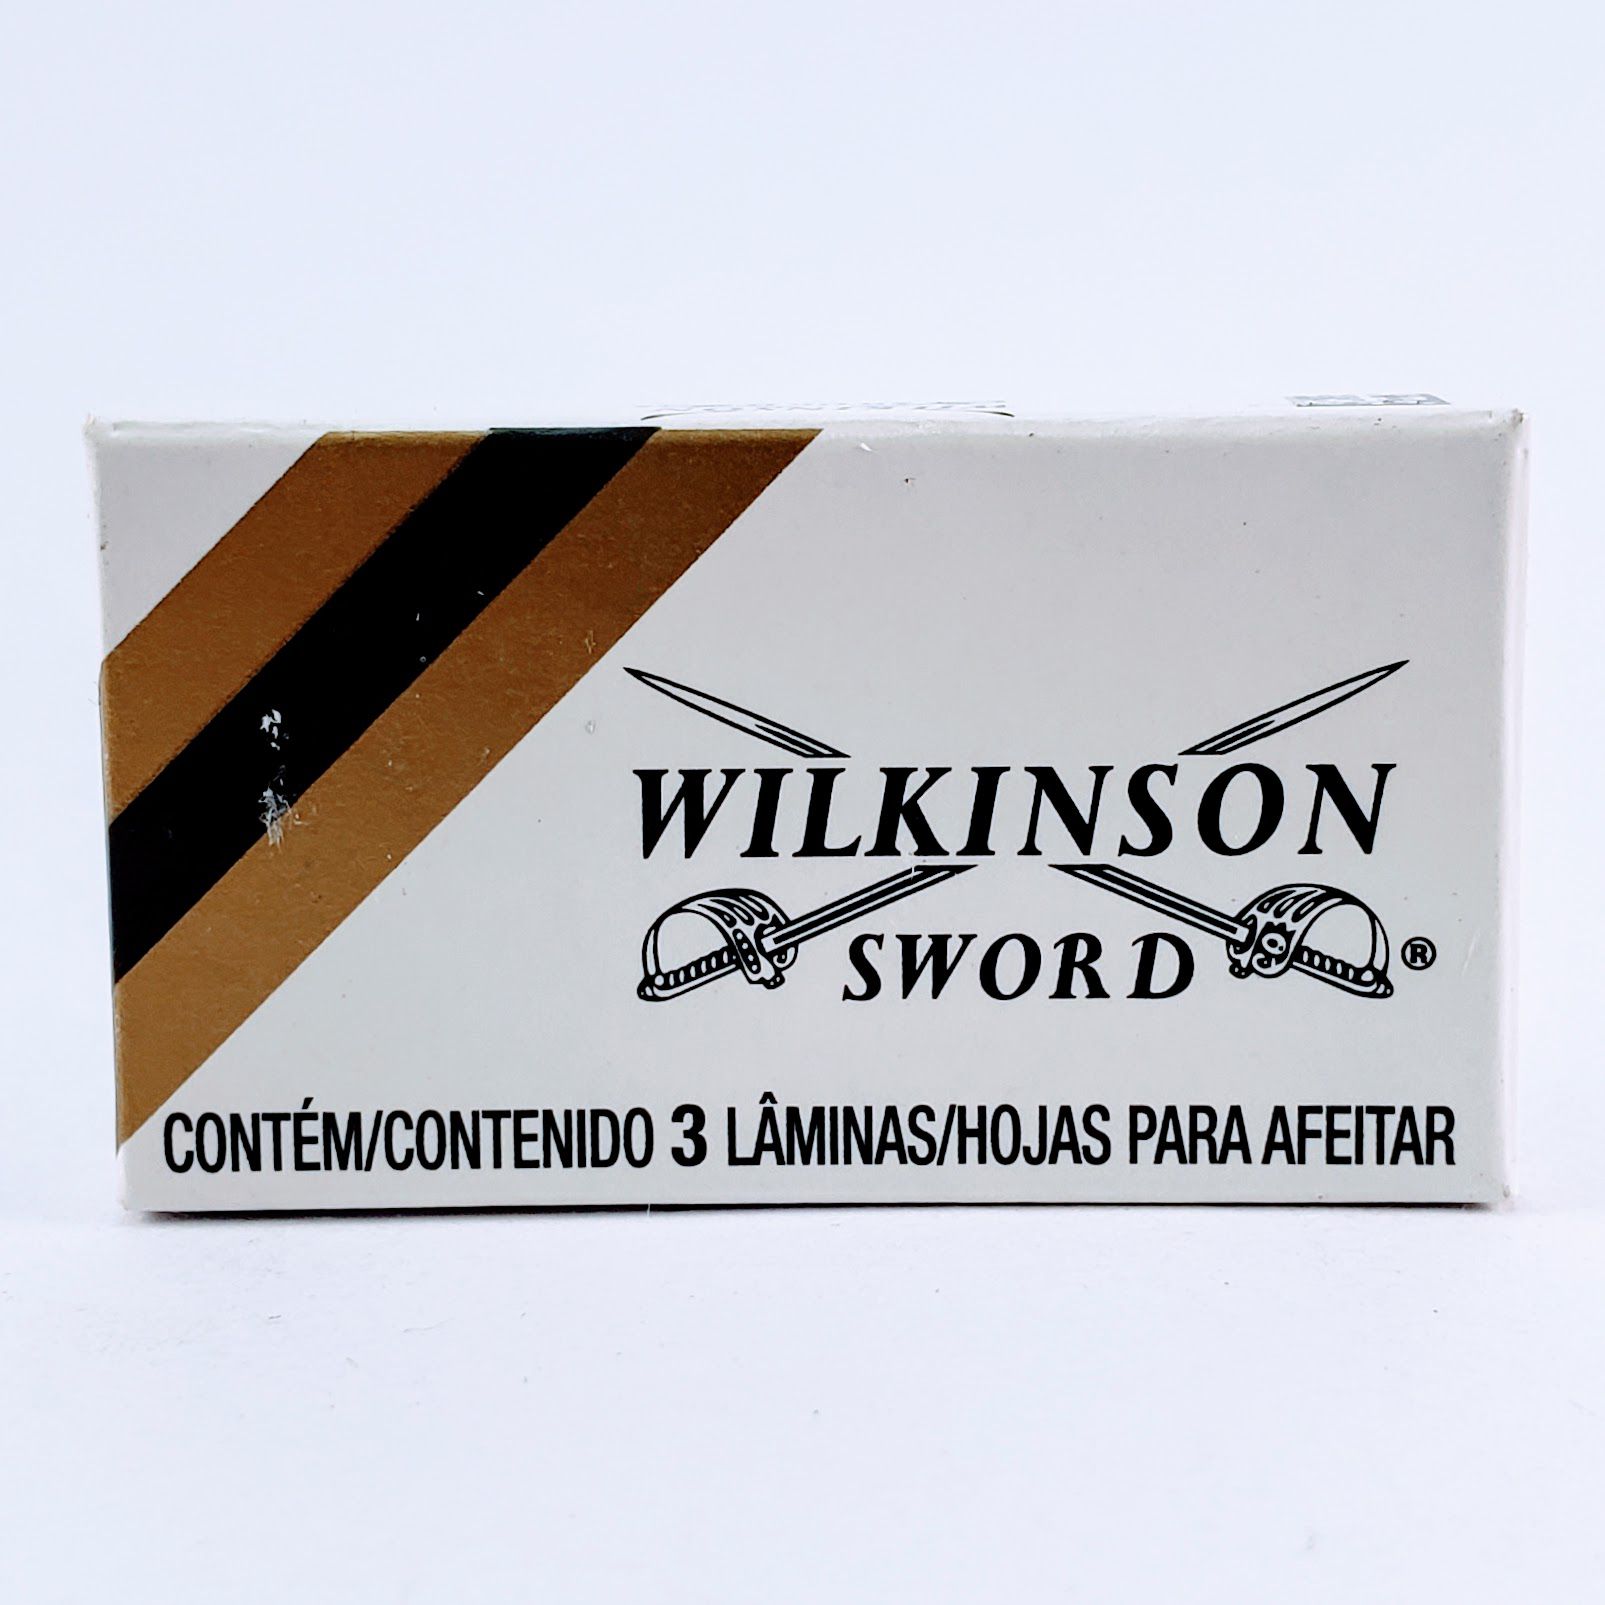 WILKINSON
SWORD ®
CONTÉM/CONTENIDO 3 LÂMINAS/HOJAS PARA AFEITAR